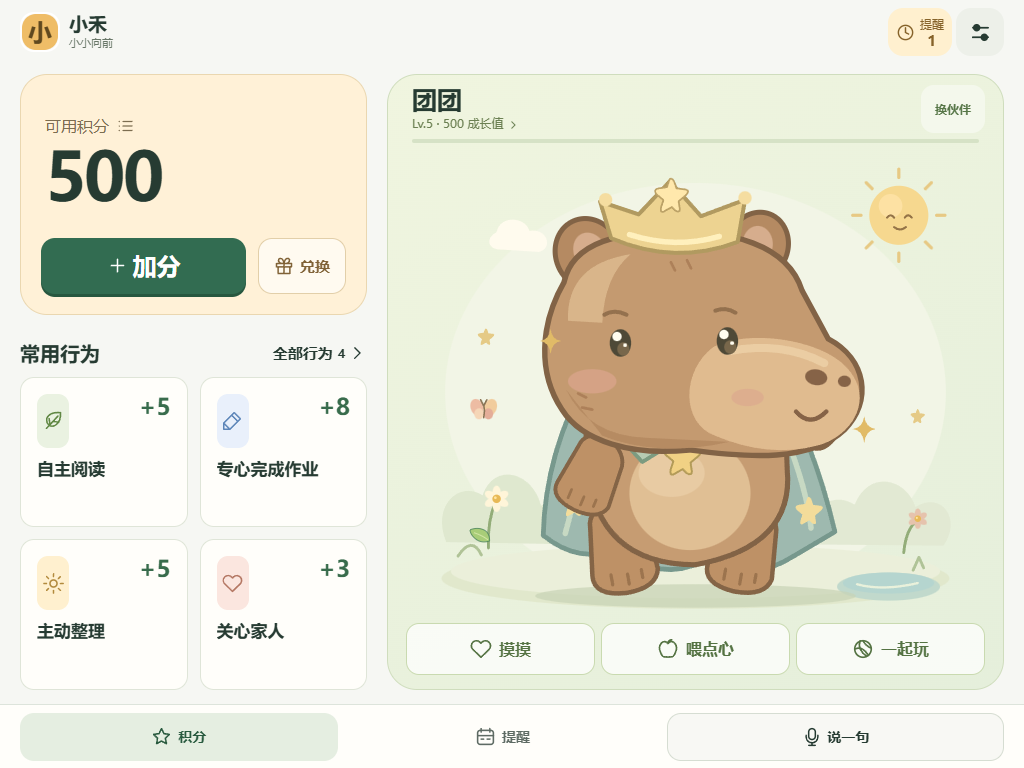 小
小禾
小小向前
提醒
1
可用积分
500
+ 加分
兑换
常用行为
全部行为 4
+5
自主阅读
+8
专心完成作业
+5
主动整理
+3
关心家人
团团
Lv.5 · 500 成长值
换伙伴
摸摸
喂点心
一起玩
积分
提醒
说一句